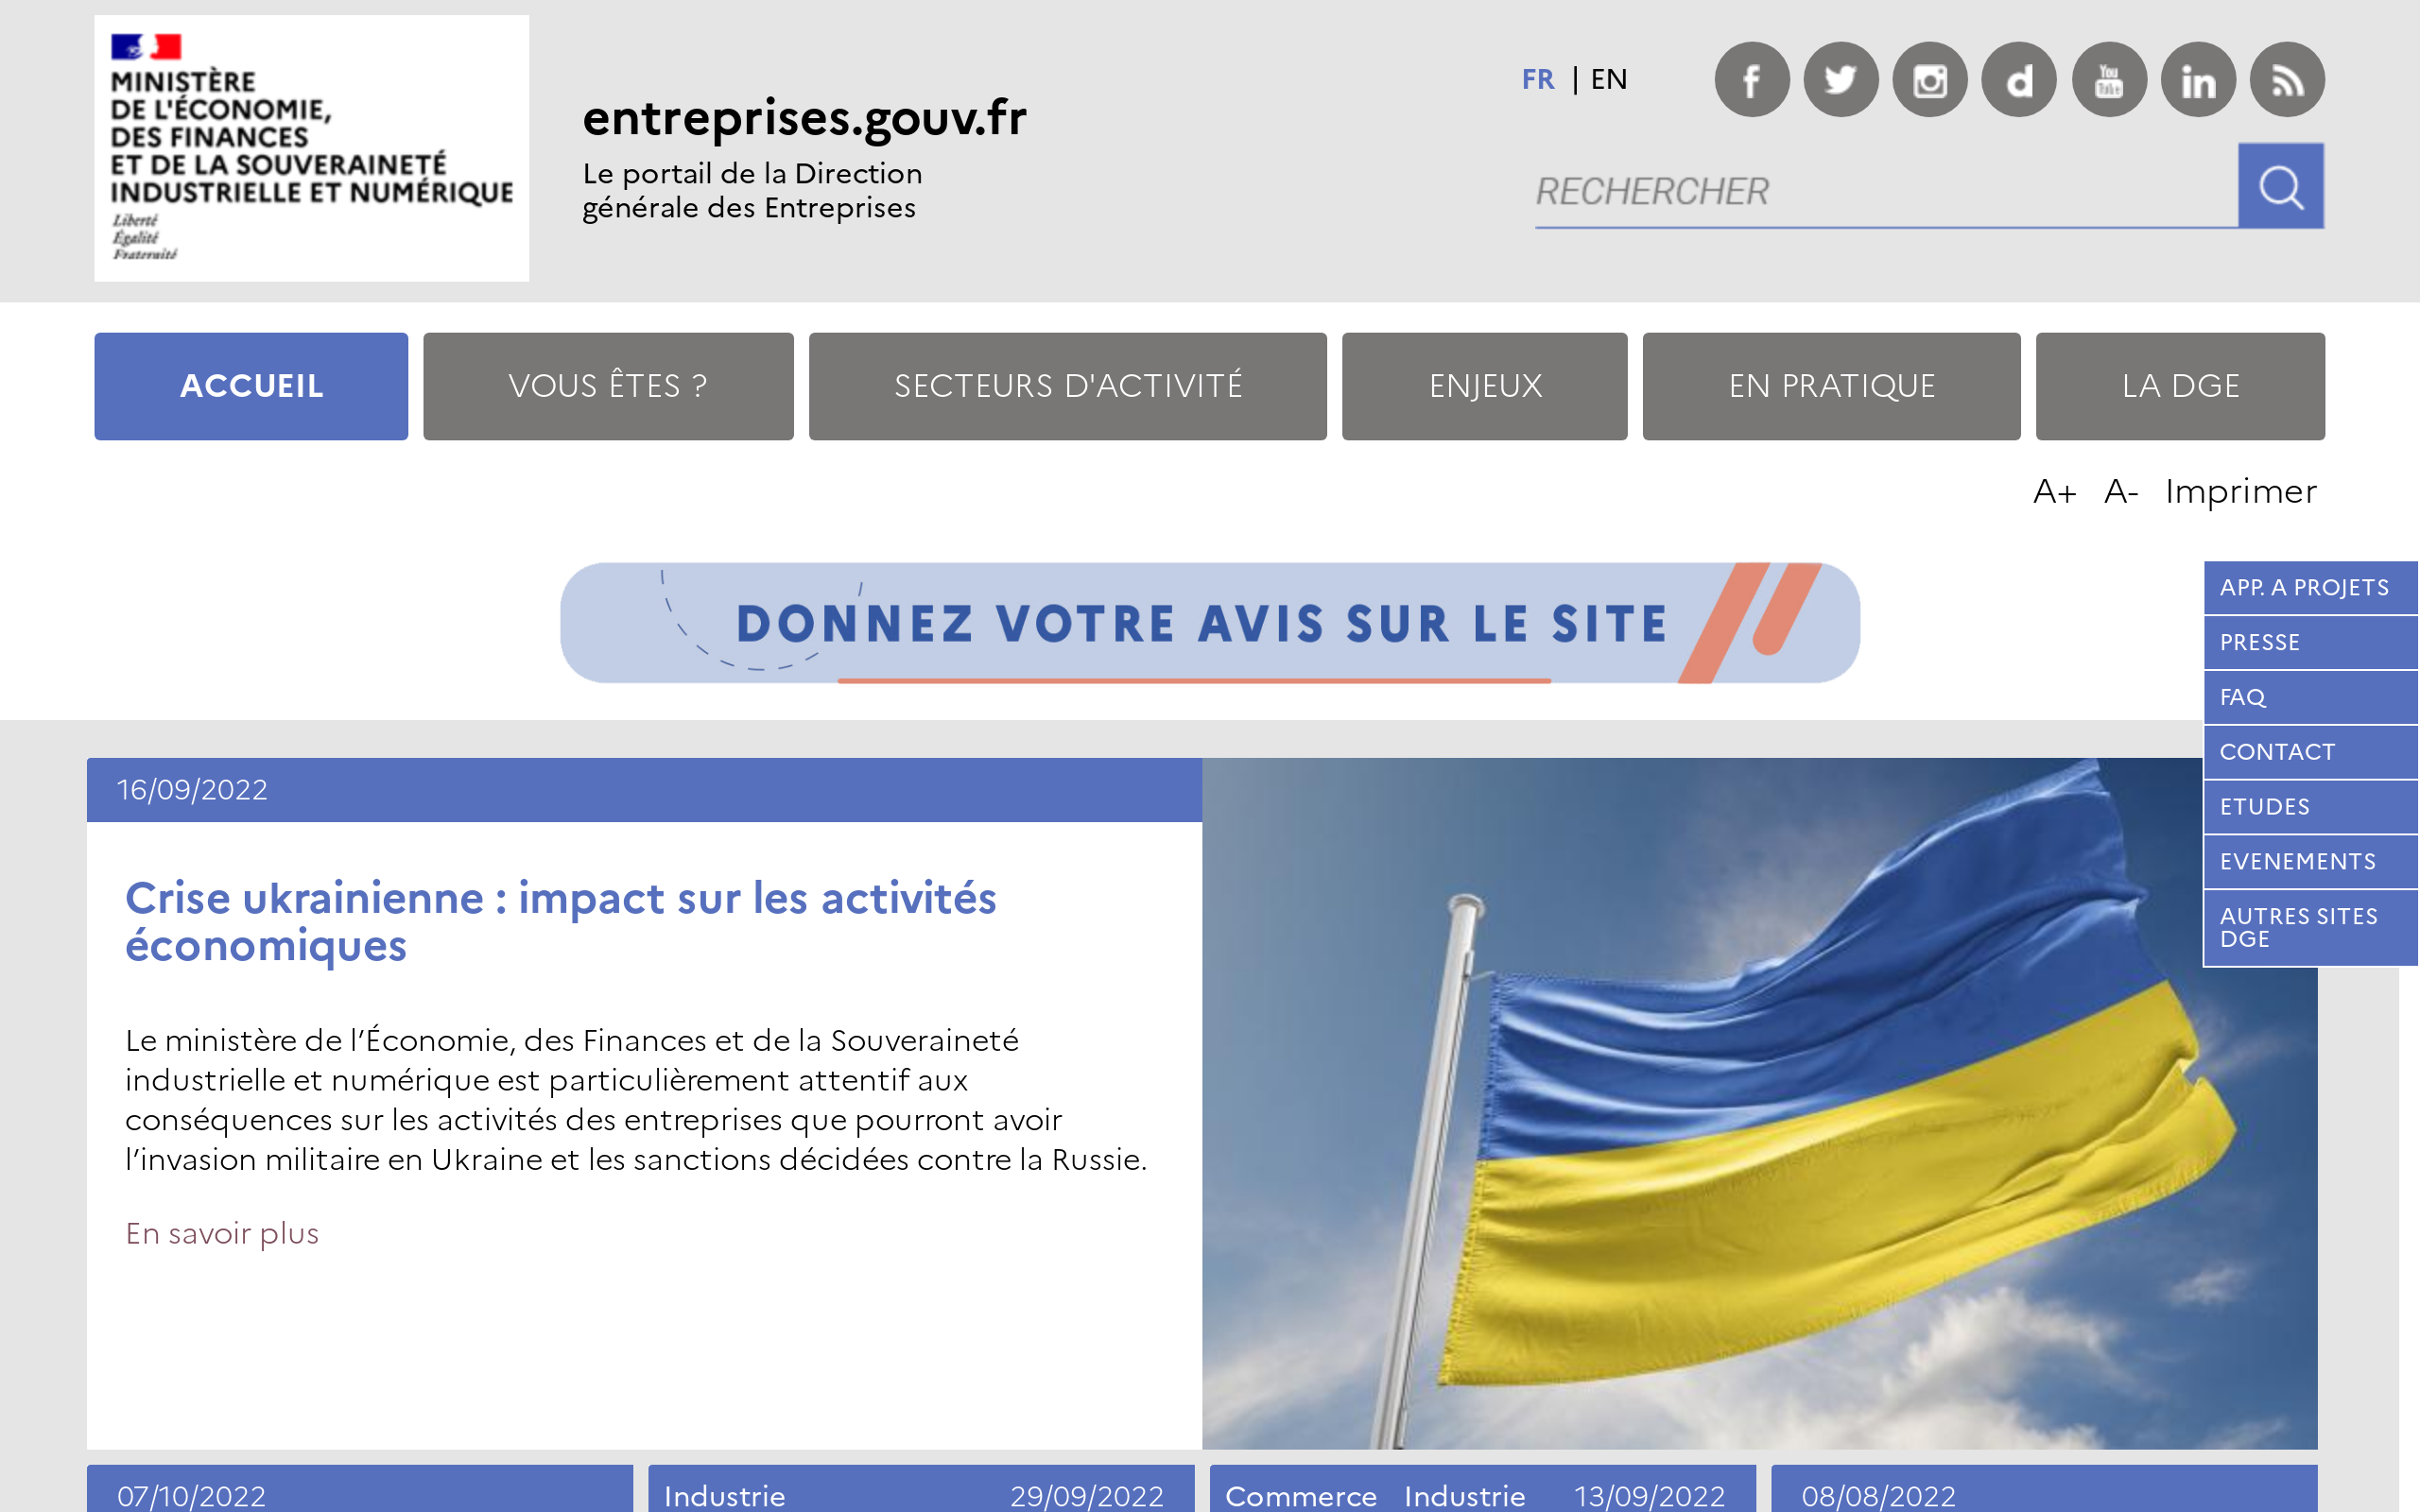 MINISTÈRE
DE L'ÉCONOMIE,
DES FINANCES
ET DE LA SOUVERAINETÉ
INDUSTRIELLE ET NUMÉRIQUE
Liberté
Égalité
Fraternité
entreprises.gouv.fr
Le portail de la Direction
générale des Entreprises
FR | EN
You
Tube
RECHERCHER
ACCUEIL
VOUS ÊTES ?
SECTEURS D'ACTIVITÉ
ENJEUX
EN PRATIQUE
LA DGE
A+ A- Imprimer
DONNEZ VOTRE AVIS SUR LE SITE
APP. A PROJETS
PRESSE
FAQ
CONTACT
ETUDES
EVENEMENTS
AUTRES SITES
DGE
16/09/2022
Crise ukrainienne : impact sur les activités
économiques
Le ministère de l’Économie, des Finances et de la Souveraineté
industrielle et numérique est particulièrement attentif aux
conséquences sur les activités des entreprises que pourront avoir
l’invasion militaire en Ukraine et les sanctions décidées contre la Russie.
En savoir plus
07/10/2022
Industrie 29/09/2022
Commerce Industrie 13/09/2022
08/08/2022